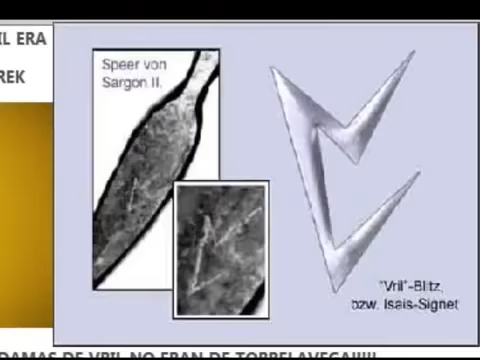 IL ERA
REK
Speer von
Sargon II.
"Vril"-Blitz,
bzw. Isais-Signet
DAMAS DE VRIL NO ERAN DE TORRELAVEGA!!!!!